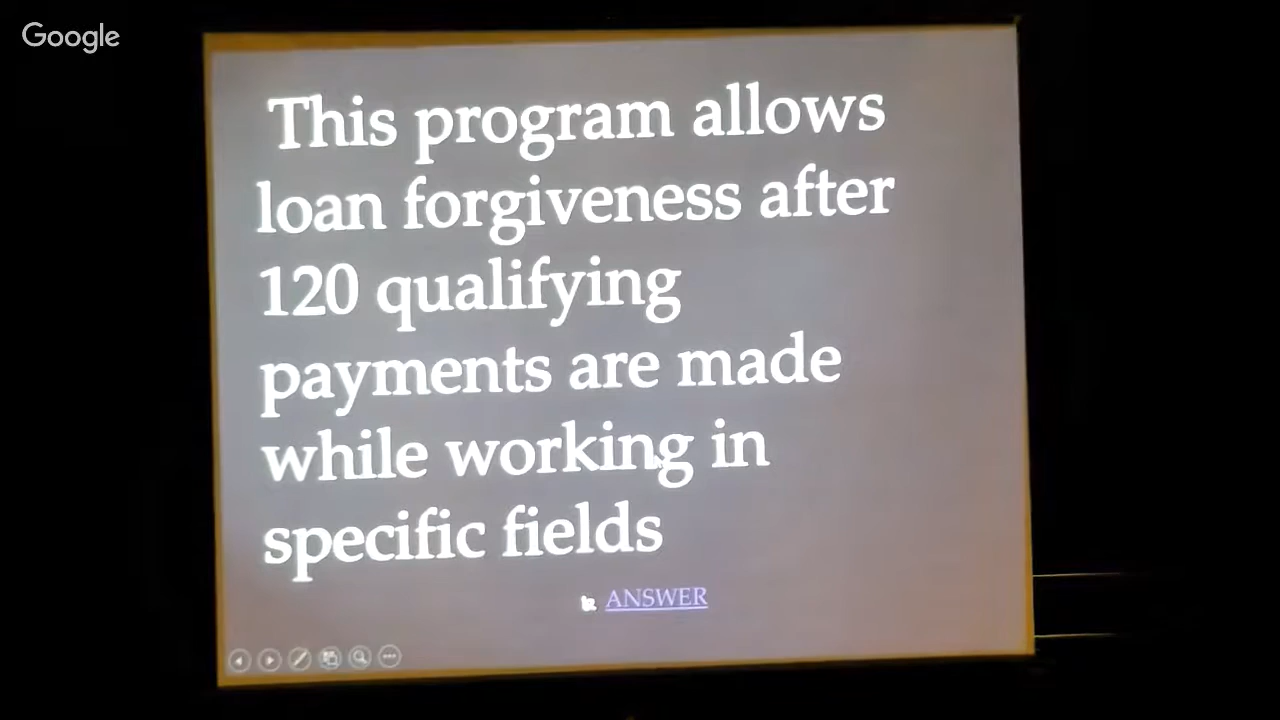 Google
This program allows
loan forgiveness after
120 qualifying
payments are made
while working in
specific fields
ANSWER